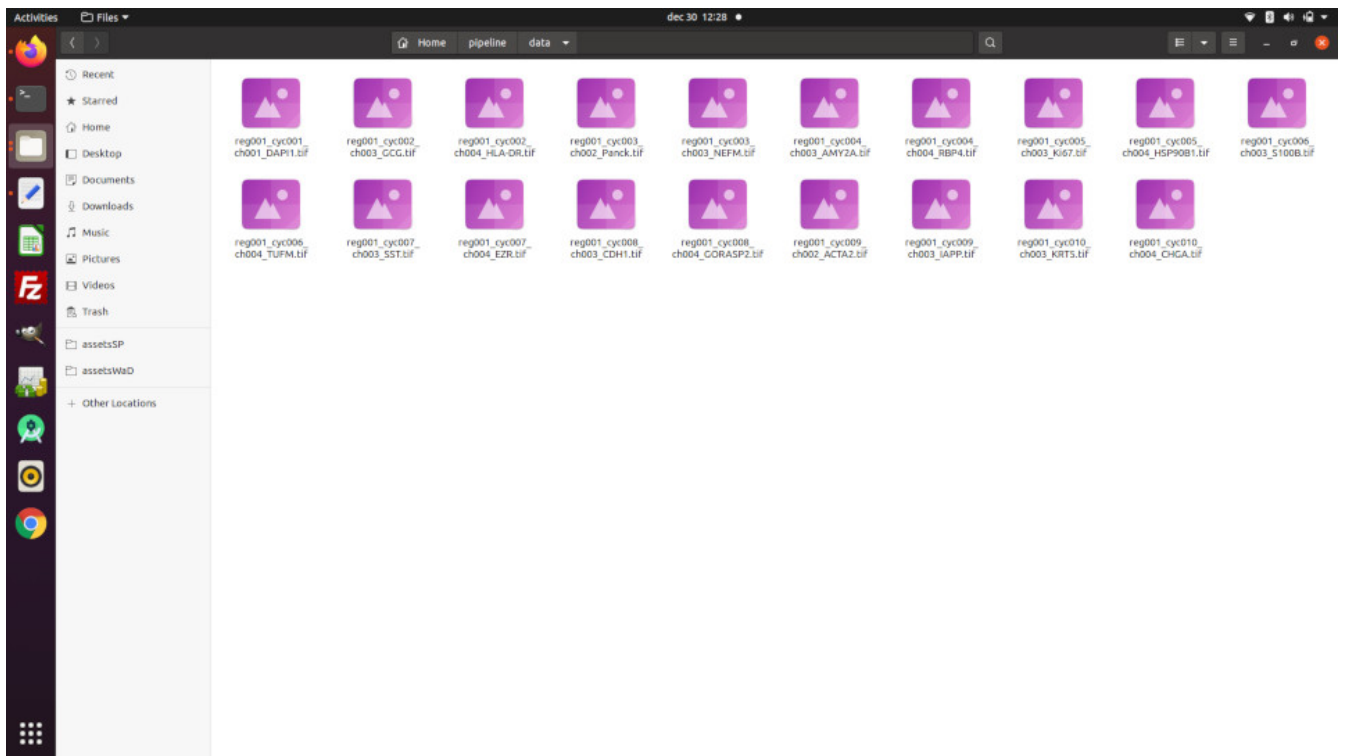 Activities Files dec 30 12:28
Home pipeline data
Recent
Starred
Home
Desktop
Documents
Downloads
Music
Pictures
Videos
Trash
assetsSP
assetsWaD
+ Other Locations
reg001_cyc001_
ch001_DAPI1.tif
reg001_cyc002_
ch003_GCG.tif
reg001_cyc002_
ch004_HLA-DR.tif
reg001_cyc003_
ch002_Panck.tif
reg001_cyc003_
ch003_NEFM.tif
reg001_cyc004_
ch003_AMY2A.tif
reg001_cyc004_
ch004_RBP4.tif
reg001_cyc005_
ch003_Ki67.tif
reg001_cyc005_
ch004_HSP90B1.tif
reg001_cyc006_
ch003_S100B.tif
reg001_cyc006_
ch004_TUFM.tif
reg001_cyc007_
ch003_SST.tif
reg001_cyc007_
ch004_EZR.tif
reg001_cyc008_
ch003_CDH1.tif
reg001_cyc008_
ch004_GORASP2.tif
reg001_cyc009_
ch002_ACTA2.tif
reg001_cyc009_
ch003_IAPP.tif
reg001_cyc010_
ch003_KRT5.tif
reg001_cyc010_
ch004_CHGA.tif
Fz